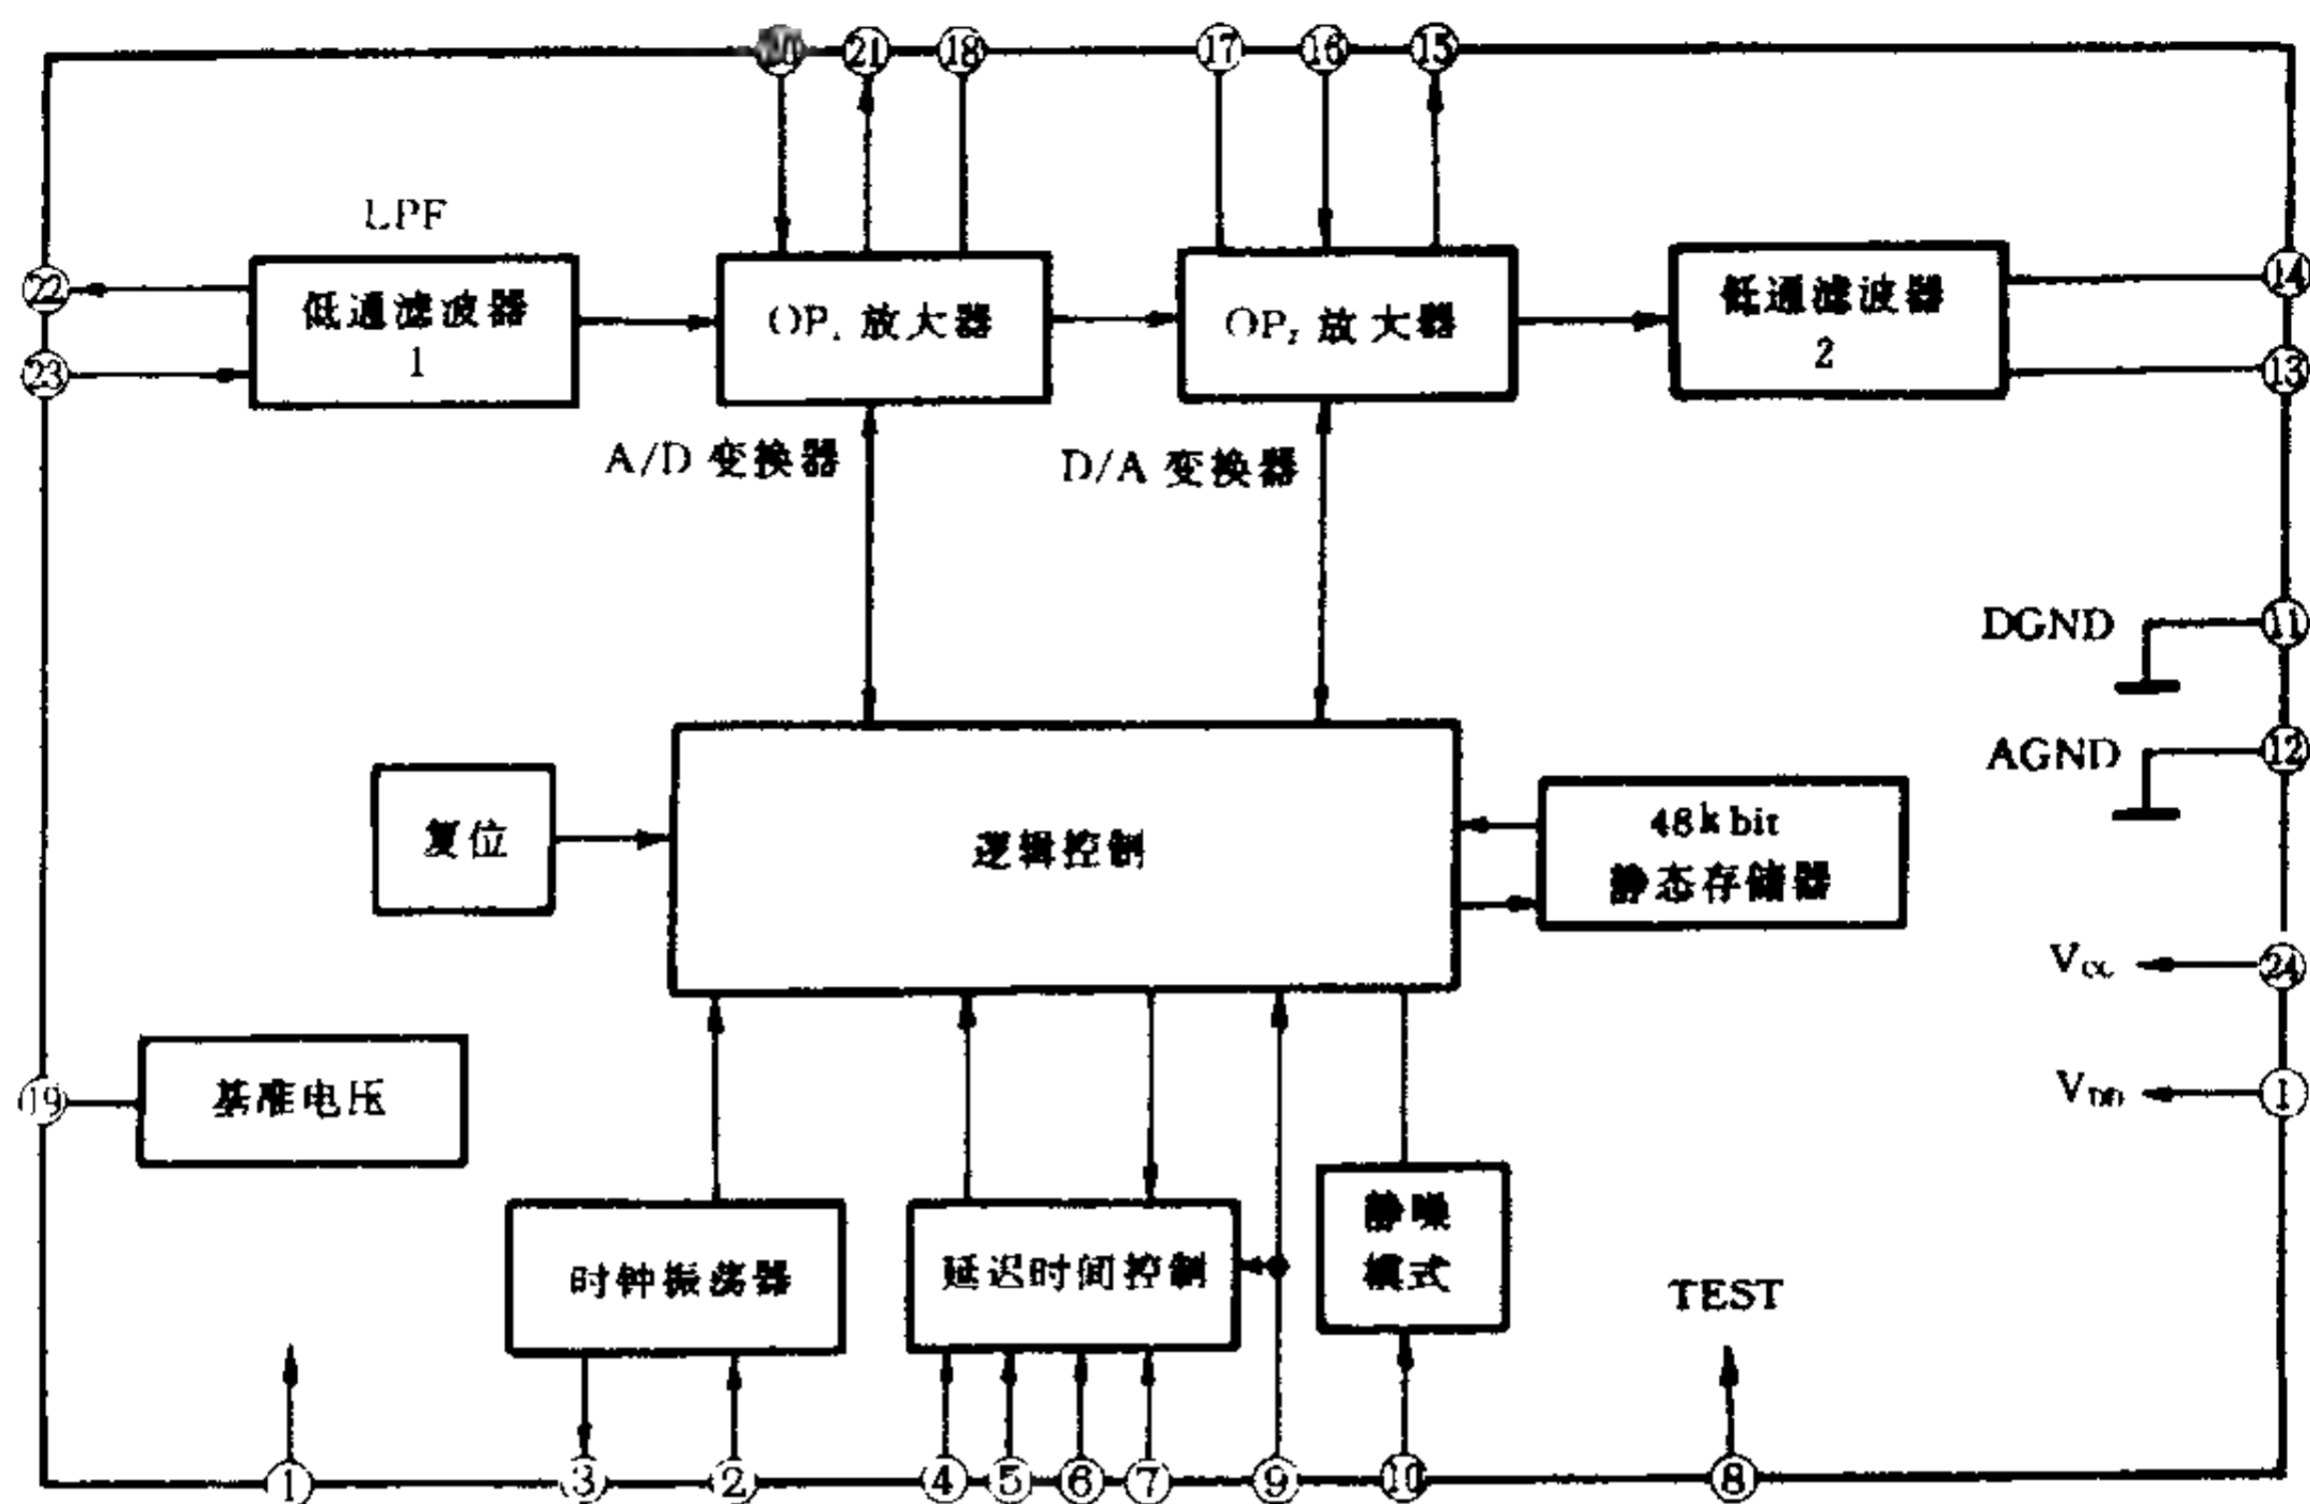 21 18 17 16 15
LPF
22
低通滤波器
1
23
OP 放大器
OP₂ 放大器
低通滤波器
2
14
13
A/D 变换器
D/A 变换器
DGND 11
AGND 12
复位
逻辑控制
48k bit
静态存储器
V_CC 24
19 基准电压
V_DD 1
时钟振荡器
延迟时间控制
静噪
模式
TEST
1 3 2 4 5 6 7 9 10 8